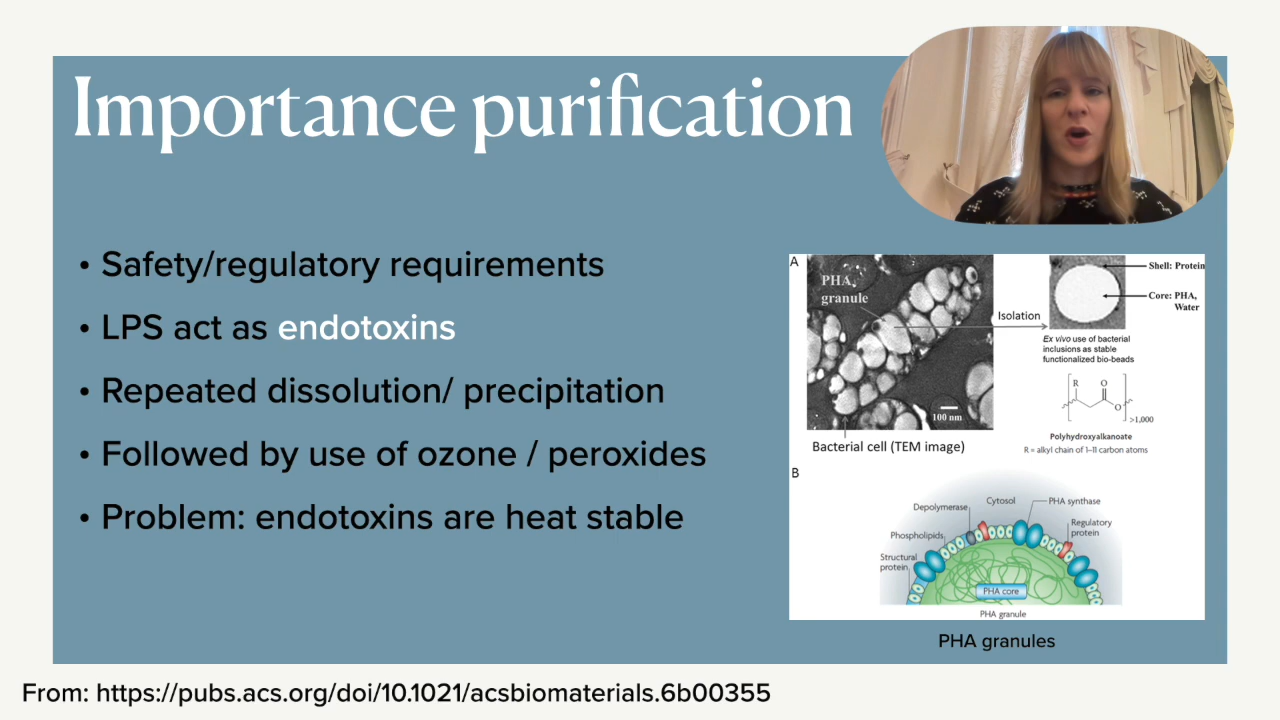 Importance purification
• Safety/regulatory requirements
• LPS act as endotoxins
• Repeated dissolution/ precipitation
• Followed by use of ozone / peroxides
• Problem: endotoxins are heat stable
A
PHA
granule
100 nm
Bacterial cell (TEM image)
Isolation
Shell: Protein
Core: PHA,
Water
Ex vivo use of bacterial
inclusions as stable
functionalized bio-beads
R
O
O
>1,000
Polyhydroxyalkanoate
R = alkyl chain of 1–11 carbon atoms
B
Cytosol
PHA synthase
Depolymerase
Regulatory
protein
Phospholipids
Structural
protein
PHA core
PHA granule
PHA granules
From: https://pubs.acs.org/doi/10.1021/acsbiomaterials.6b00355